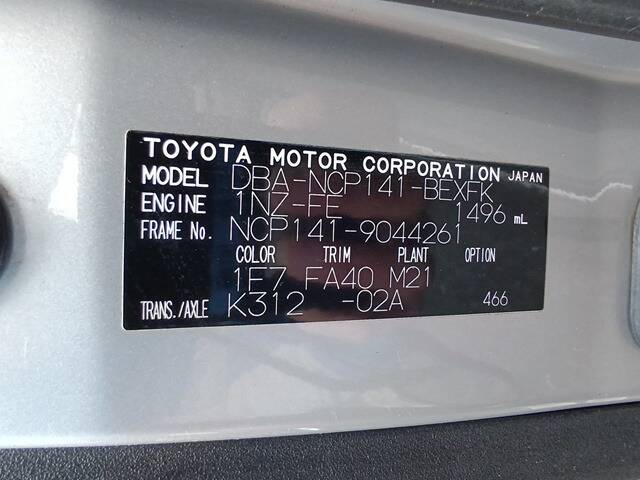 TOYOTA MOTOR CORPORATION JAPAN
MODEL DBA-NCP141-BEXFK
ENGINE 1NZ-FE 1496 mL
FRAME No. NCP141-9044261
COLOR TRIM PLANT OPTION
1F7 FA40 M21
TRANS./AXLE K312 -02A 466